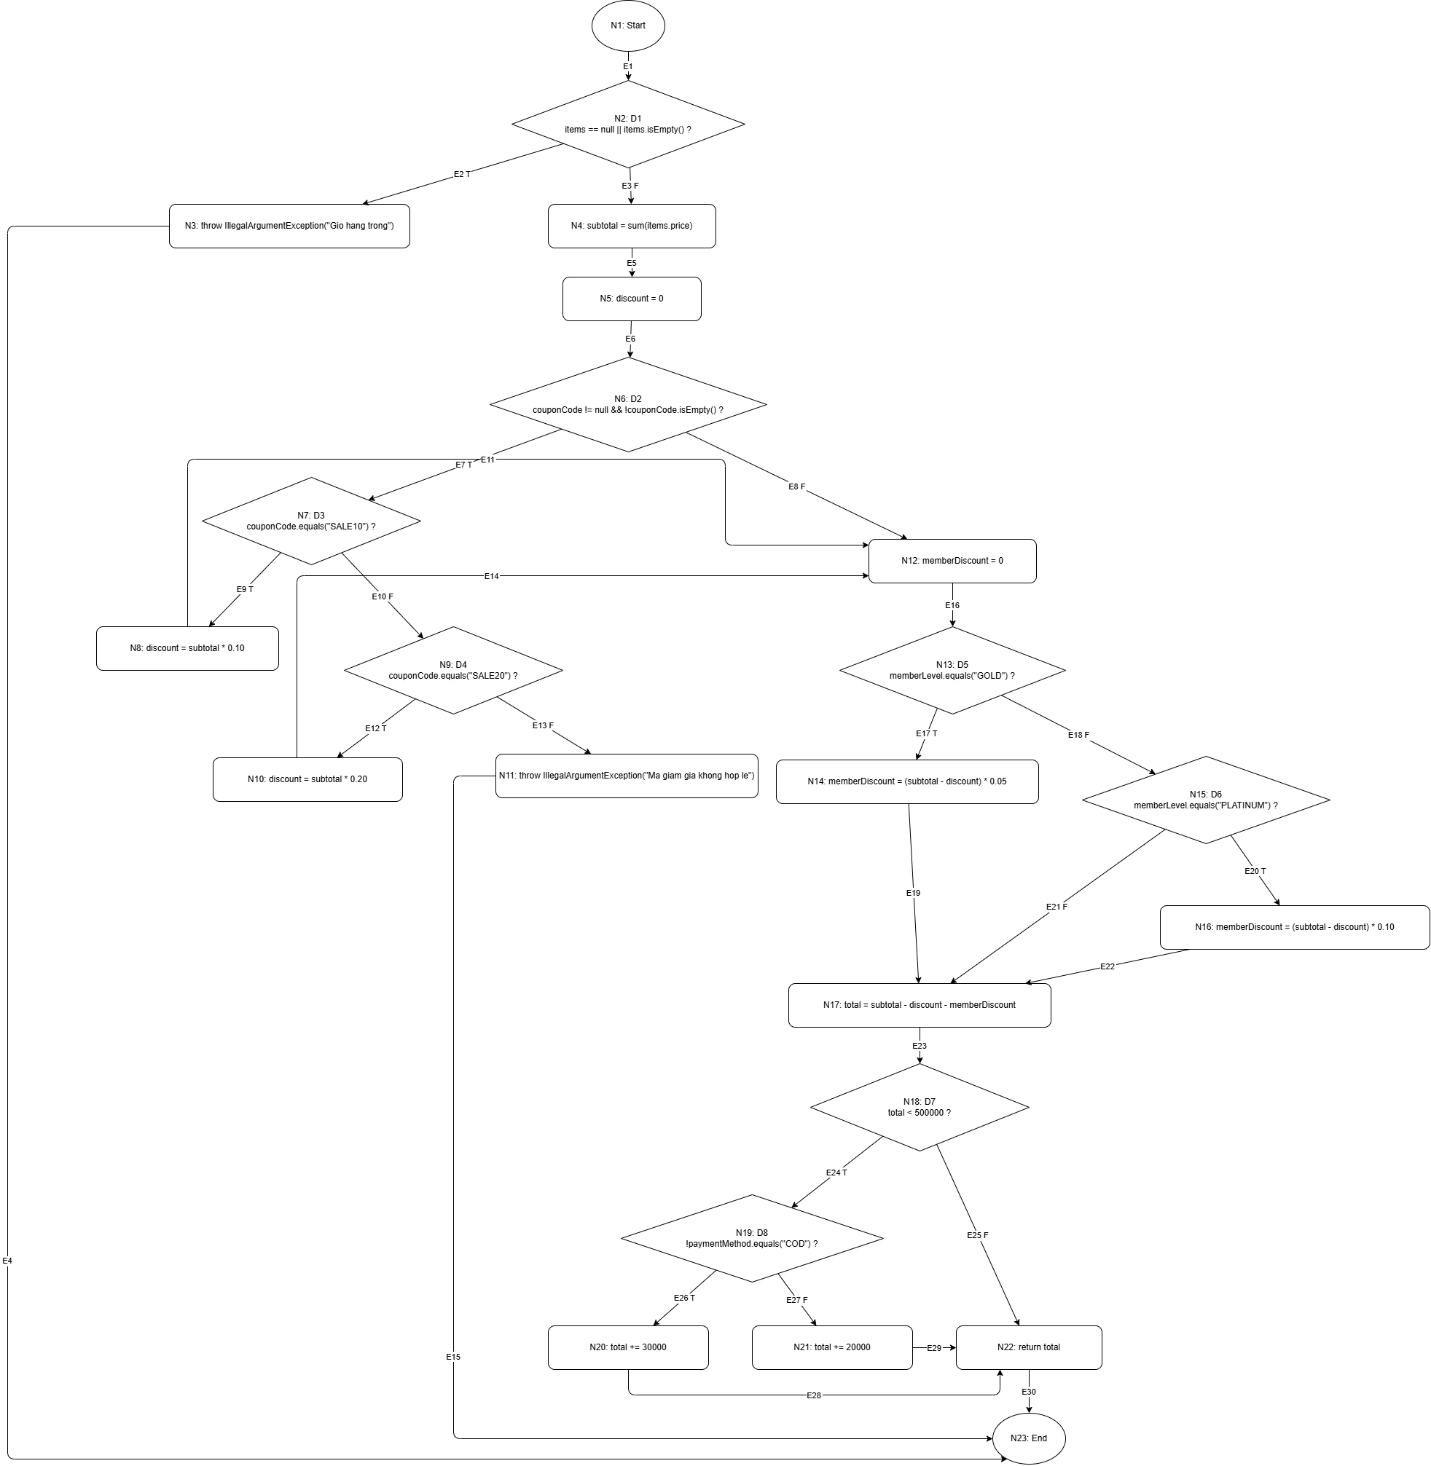 N1: Start
E1
N2: D1
items == null || items.isEmpty() ?
E2 T
E3 F
N3: throw IllegalArgumentException("Gio hang trong")
N4: subtotal = sum(items.price)
E5
N5: discount = 0
E6
N6: D2
couponCode != null && !couponCode.isEmpty() ?
E7 T
E11
E8 F
N7: D3
couponCode.equals("SALE10") ?
N12: memberDiscount = 0
E14
E9 T
E10 F
E16
N8: discount = subtotal * 0.10
N9: D4
couponCode.equals("SALE20") ?
N13: D5
memberLevel.equals("GOLD") ?
E12 T
E13 F
E17 T
E18 F
N10: discount = subtotal * 0.20
N11: throw IllegalArgumentException("Ma giam gia khong hop le")
N14: memberDiscount = (subtotal - discount) * 0.05
N15: D6
memberLevel.equals("PLATINUM") ?
E20 T
E19
E21 F
N16: memberDiscount = (subtotal - discount) * 0.10
E22
N17: total = subtotal - discount - memberDiscount
E23
N18: D7
total < 500000 ?
E24 T
N19: D8
!paymentMethod.equals("COD") ?
E25 F
E4
E26 T
E27 F
N20: total += 30000
N21: total += 20000
E29
N22: return total
E15
E28
E30
N23: End